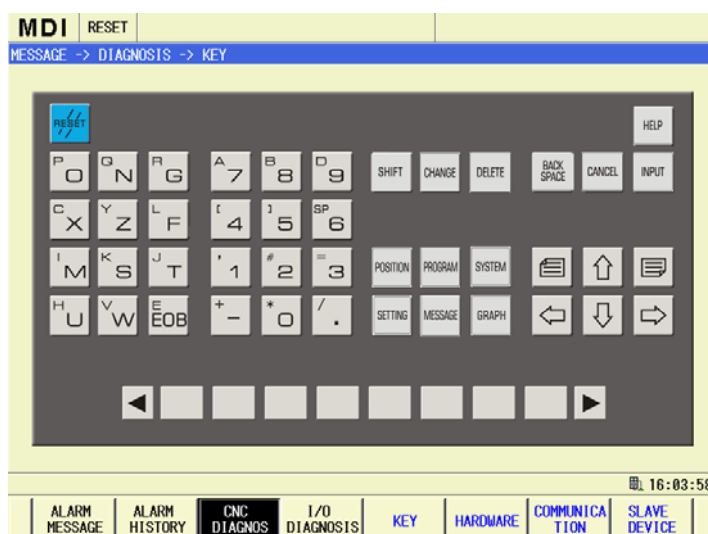 MDI RESET
MESSAGE -> DIAGNOSIS -> KEY
RESET HELP
P O Q N R G A 7 B 8 D 9 SHIFT CHANGE DELETE BACK SPACE CANCEL INPUT
C X Y Z L F [ 4 ] 5 SP 6
I M K S J T ' 1 # 2 = 3 POSITION PROGRAM SYSTEM
H U V W E EOB + - * 0 / . SETTING MESSAGE GRAPH
16:03:58
ALARM MESSAGE ALARM HISTORY CNC DIAGNOS I/O DIAGNOSIS KEY HARDWARE COMMUNICA TION SLAVE DEVICE